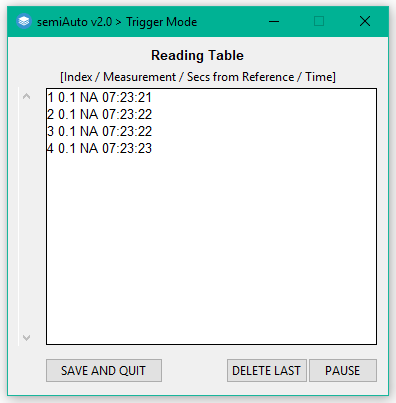 semiAuto v2.0 > Trigger Mode
Reading Table
[Index / Measurement / Secs from Reference / Time]
1 0.1 NA 07:23:21
2 0.1 NA 07:23:22
3 0.1 NA 07:23:22
4 0.1 NA 07:23:23
SAVE AND QUIT DELETE LAST PAUSE